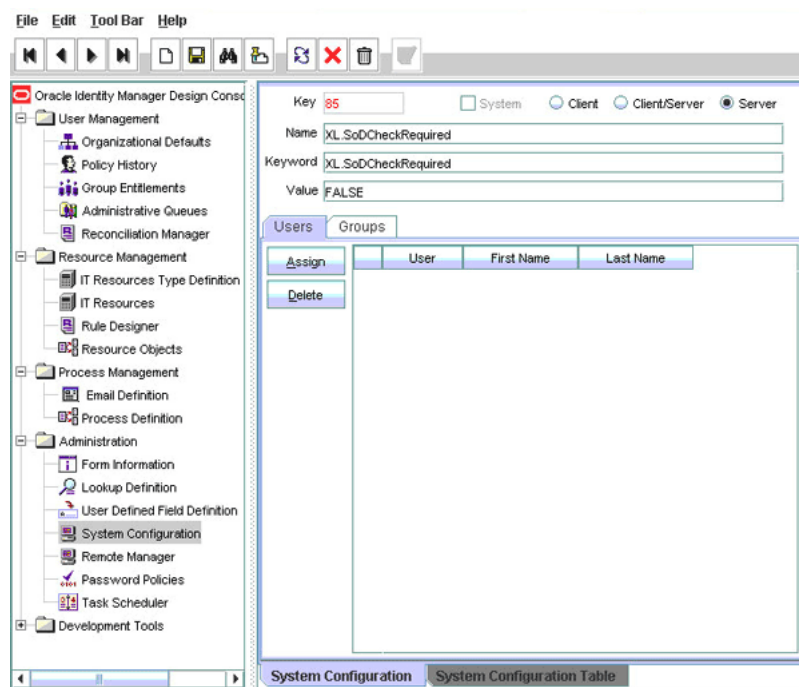 File Edit Tool Bar Help
Oracle Identity Manager Design Conso
User Management
Organizational Defaults
Policy History
Group Entitlements
Administrative Queues
Reconciliation Manager
Resource Management
IT Resources Type Definition
IT Resources
Rule Designer
Resource Objects
Process Management
Email Definition
Process Definition
Administration
Form Information
Lookup Definition
User Defined Field Definition
System Configuration
Remote Manager
Password Policies
Task Scheduler
Development Tools
Key 85 System Client Client/Server Server
Name XL.SoDCheckRequired
Keyword XL.SoDCheckRequired
Value FALSE
Users Groups
Assign User First Name Last Name
Delete
System Configuration System Configuration Table